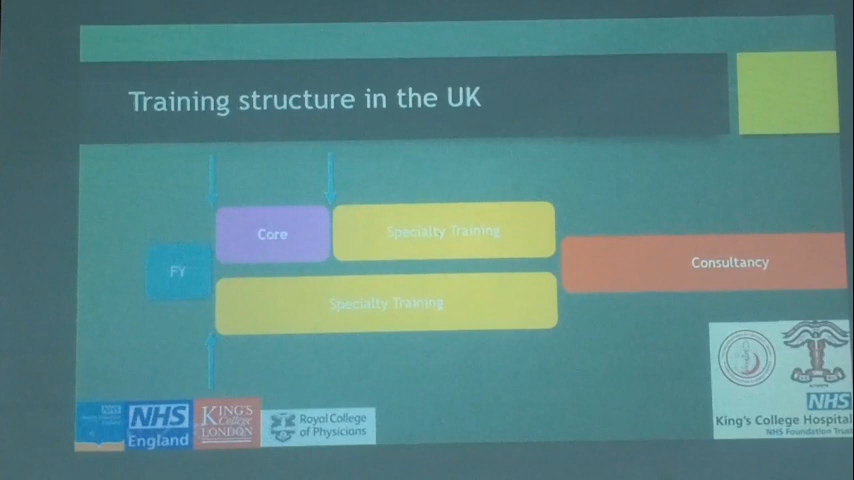 Training structure in the UK
Core
Specialty Training
FY
Consultancy
Specialty Training
NHS
NHS
England
KING'S
College
LONDON
Royal College
of Physicians
NHS
King's College Hospital
NHS Foundation Trust